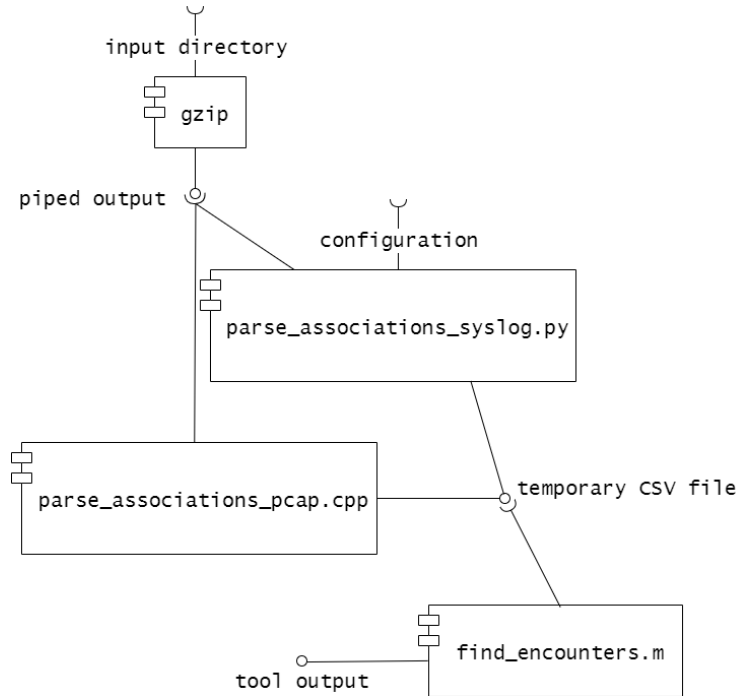 input directory
gzip
piped output
configuration
parse_associations_syslog.py
temporary CSV file
parse_associations_pcap.cpp
find_encounters.m
tool output